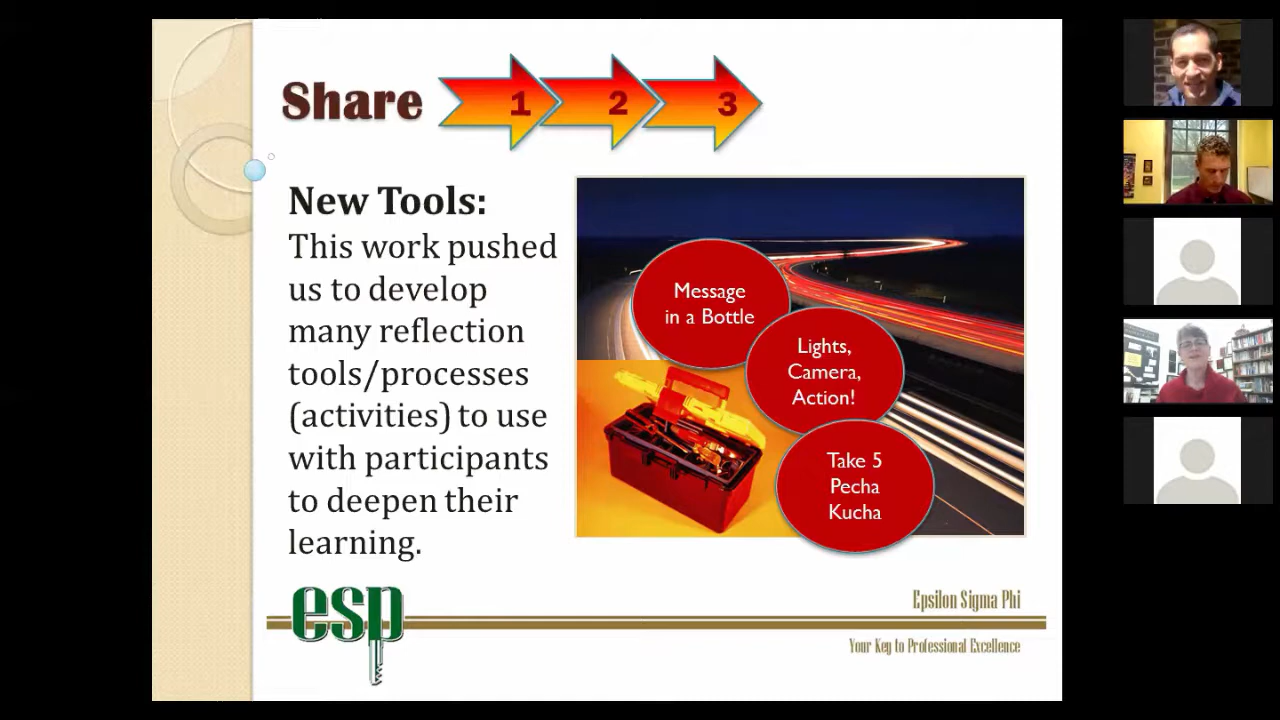 Share
1 2 3
New Tools:
This work pushed
us to develop
many reflection
tools/processes
(activities) to use
with participants
to deepen their
learning.
Message
in a Bottle
Lights,
Camera,
Action!
Take 5
Pecha
Kucha
esp
Epsilon Sigma Phi
Your Key to Professional Excellence